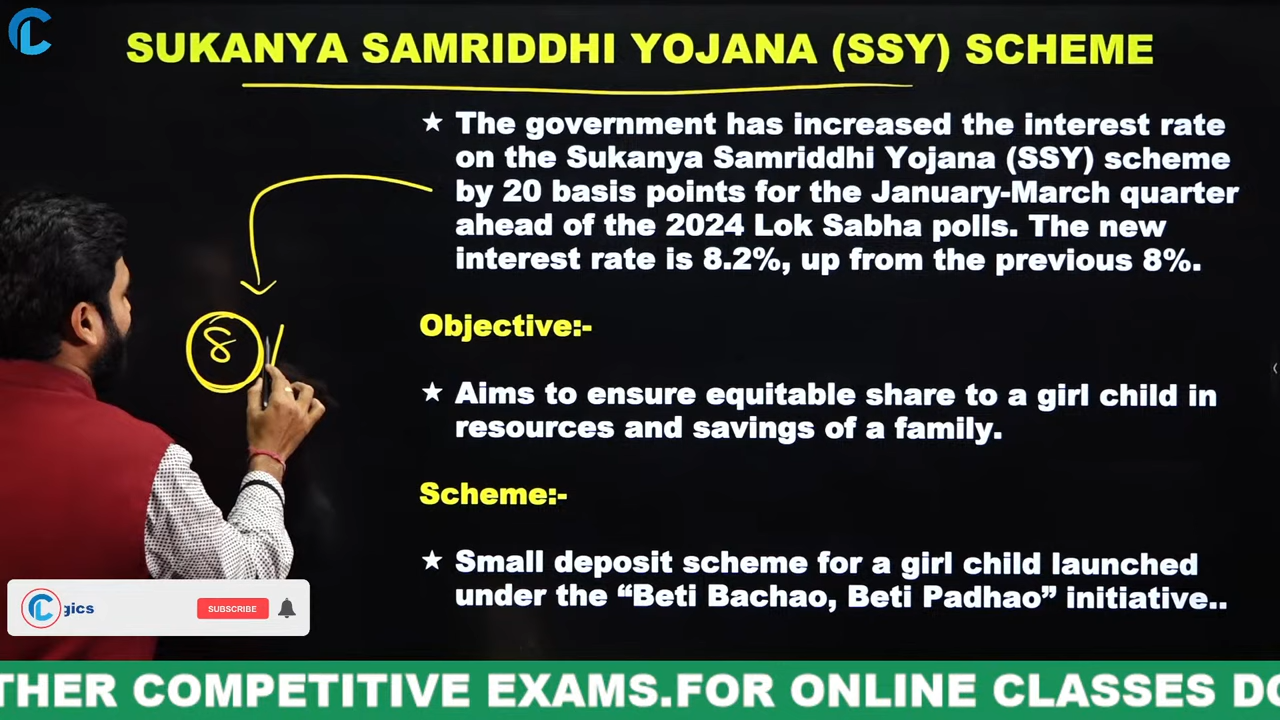 SUKANYA SAMRIDDHI YOJANA (SSY) SCHEME
★ The government has increased the interest rate
on the Sukanya Samriddhi Yojana (SSY) scheme
by 20 basis points for the January-March quarter
ahead of the 2024 Lok Sabha polls. The new
interest rate is 8.2%, up from the previous 8%.
8
Objective:-
★ Aims to ensure equitable share to a girl child in
resources and savings of a family.
Scheme:-
★ Small deposit scheme for a girl child launched
under the “Beti Bachao, Beti Padhao” initiative..
gics
SUBSCRIBE
THER COMPETITIVE EXAMS.FOR ONLINE CLASSES